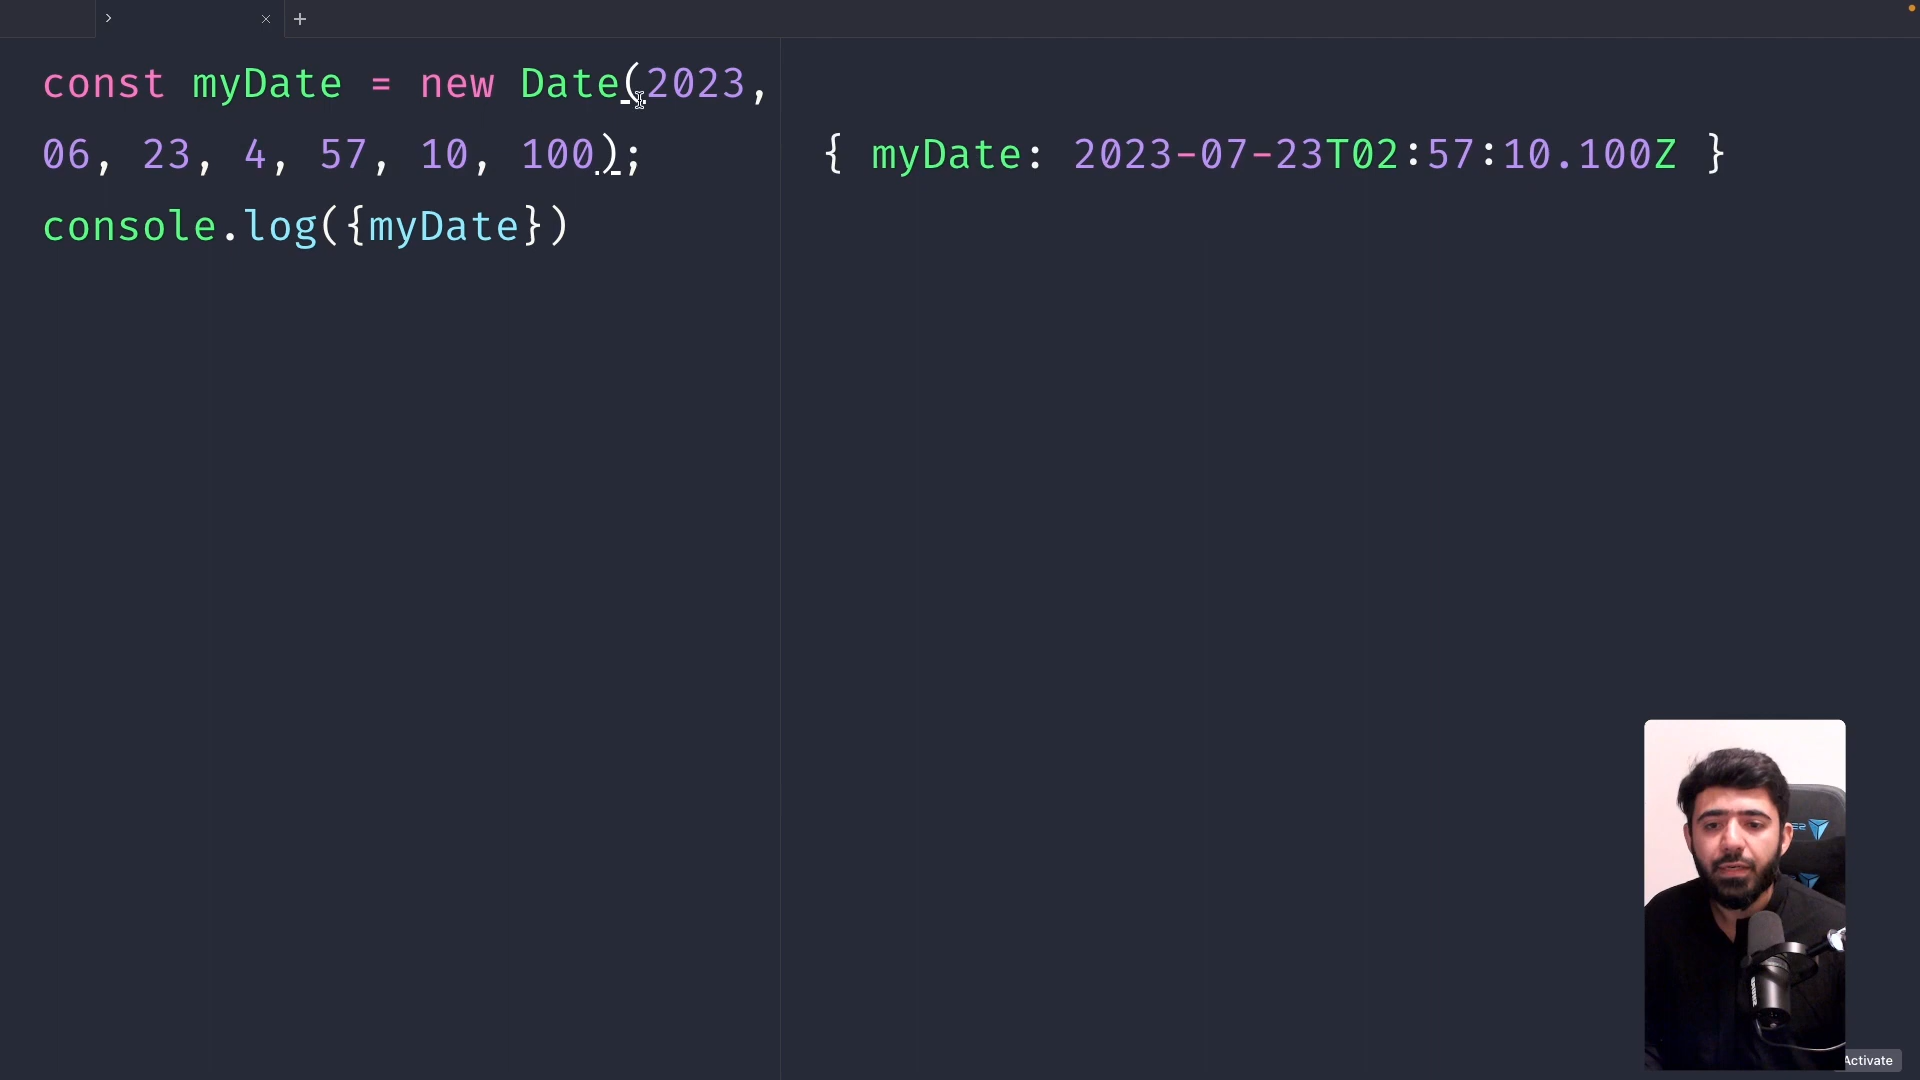 const myDate = new Date(2023,
06, 23, 4, 57, 10, 100);
console.log({myDate})
{ myDate: 2023-07-23T02:57:10.100Z }
Activate